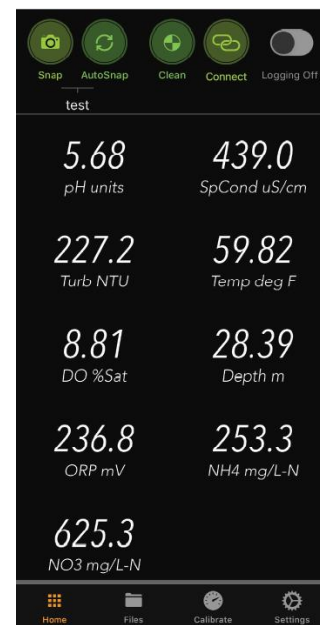 Snap AutoSnap Clean Connect Logging Off
test
5.68 439.0
pH units SpCond uS/cm
227.2 59.82
Turb NTU Temp deg F
8.81 28.39
DO %Sat Depth m
236.8 253.3
ORP mV NH4 mg/L-N
625.3
NO3 mg/L-N
Home Files Calibrate Settings